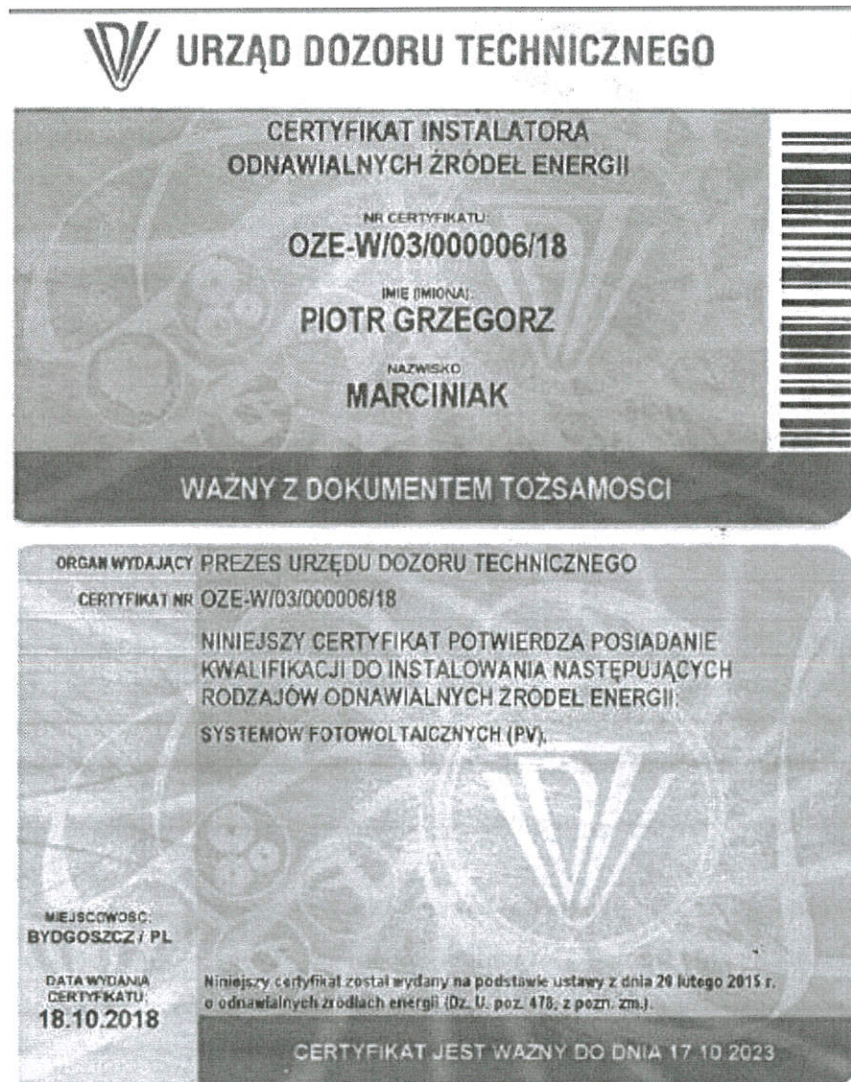 URZĄD DOZORU TECHNICZNEGO
CERTYFIKAT INSTALATORA
ODNAWIALNYCH ŹRÓDEŁ ENERGII
NR CERTYFIKATU:
OZE-W/03/000006/18
IMIĘ (IMIONA):
PIOTR GRZEGORZ
NAZWISKO:
MARCINIAK
WAŻNY Z DOKUMENTEM TOŻSAMOŚCI
ORGAN WYDAJĄCY PREZES URZĘDU DOZORU TECHNICZNEGO
CERTYFIKAT NR OZE-W/03/000006/18
NINIEJSZY CERTYFIKAT POTWIERDZA POSIADANIE
KWALIFIKACJI DO INSTALOWANIA NASTĘPUJĄCYCH
RODZAJÓW ODNAWIALNYCH ŹRÓDEŁ ENERGII:
SYSTEMÓW FOTOWOLTAICZNYCH (PV).
MIEJSCOWOŚĆ:
BYDGOSZCZ / PL
DATA WYDANIA
CERTYFIKATU:
18.10.2018
Niniejszy certyfikat został wydany na podstawie ustawy z dnia 20 lutego 2015 r.
o odnawialnych źródłach energii (Dz. U. poz. 478, z pozn. zm.).
CERTYFIKAT JEST WAŻNY DO DNIA 17.10.2023